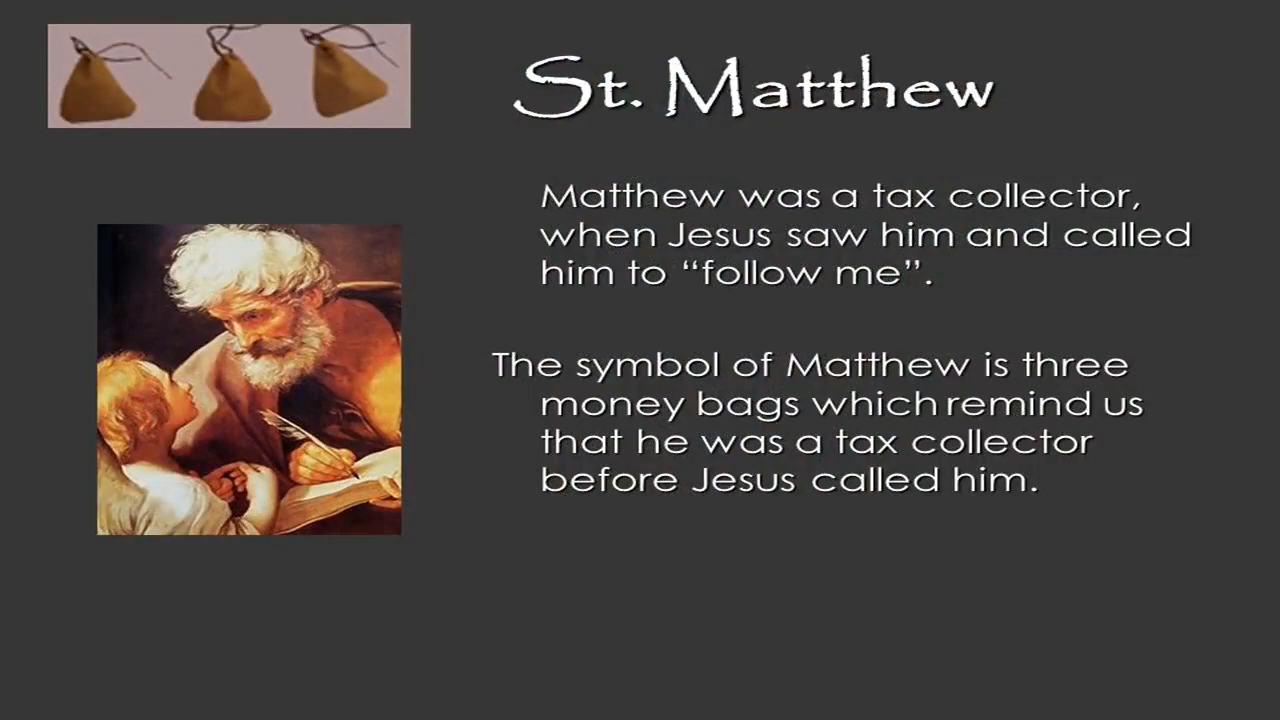 St. Matthew
Matthew was a tax collector,
when Jesus saw him and called
him to “follow me”.
The symbol of Matthew is three
money bags which remind us
that he was a tax collector
before Jesus called him.